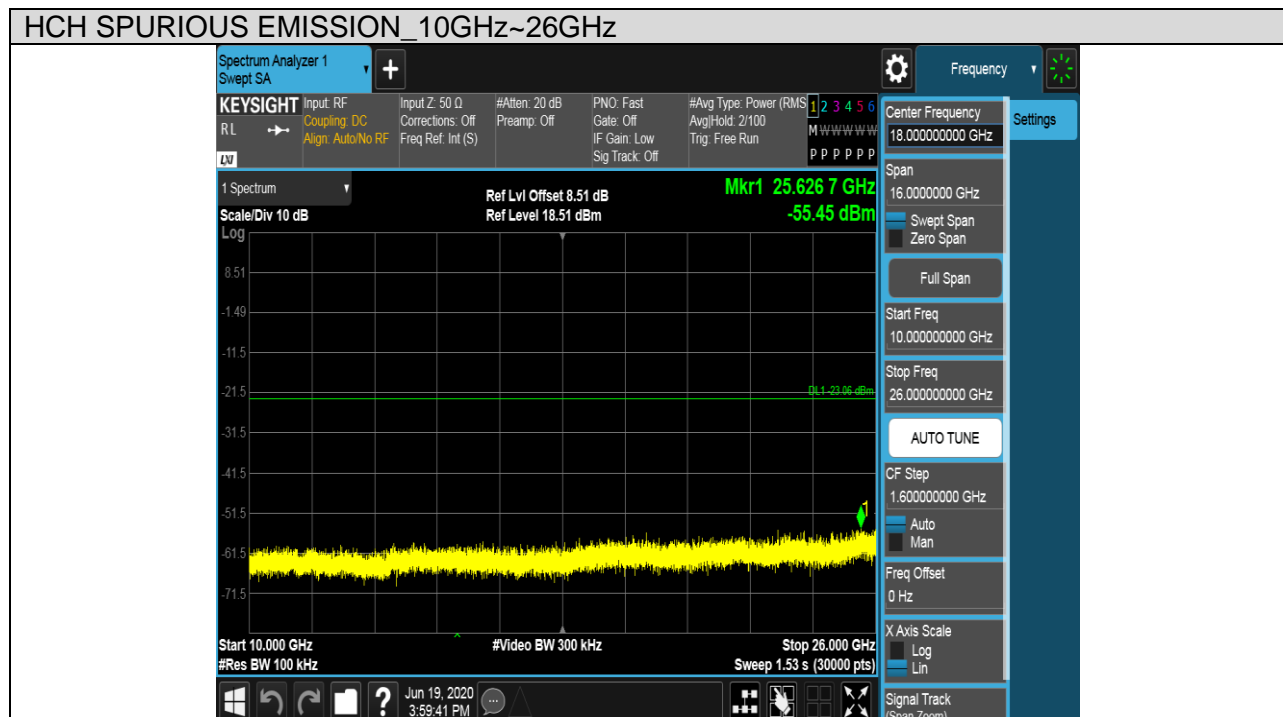 HCH SPURIOUS EMISSION_10GHz~26GHz
Spectrum Analyzer 1
Swept SA
Frequency
KEYSIGHT
RL
LXI
Input: RF
Coupling: DC
Align: Auto/No RF
Input Z: 50 Ω
Corrections: Off
Freq Ref: Int (S)
#Atten: 20 dB
Preamp: Off
PNO: Fast
Gate: Off
IF Gain: Low
Sig Track: Off
#Avg Type: Power (RMS
Avg|Hold: 2/100
Trig: Free Run
1 2 3 4 5 6
M W W W W W
P P P P P P
1 Spectrum
Scale/Div 10 dB
Ref Lvl Offset 8.51 dB
Ref Level 18.51 dBm
Mkr1 25.626 7 GHz
-55.45 dBm
Log
8.51
-1.49
-11.5
-21.5
DL1 -23.06 dBm
-31.5
-41.5
-51.5
1
-61.5
-71.5
Start 10.000 GHz
#Video BW 300 kHz
Stop 26.000 GHz
#Res BW 100 kHz
Sweep 1.53 s (30000 pts)
?
Jun 19, 2020
3:59:41 PM
Center Frequency
18.000000000 GHz
Settings
Span
16.0000000 GHz
Swept Span
Zero Span
Full Span
Start Freq
10.000000000 GHz
Stop Freq
26.000000000 GHz
AUTO TUNE
CF Step
1.600000000 GHz
Auto
Man
Freq Offset
0 Hz
X Axis Scale
Log
Lin
Signal Track
(Span Zoom)